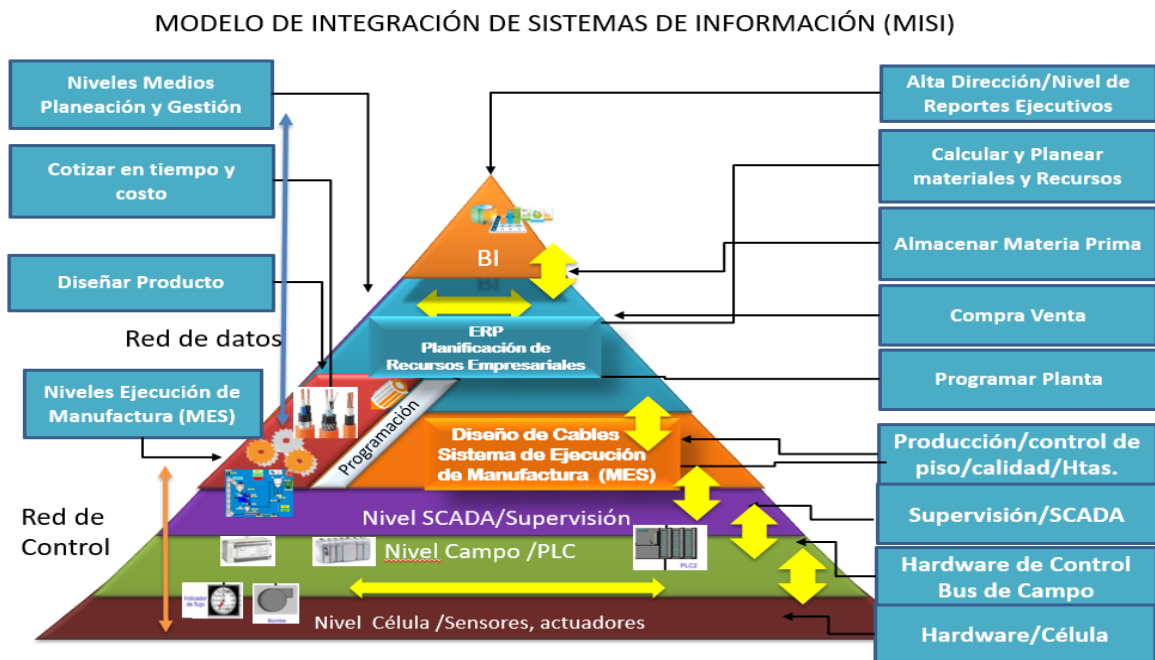 MODELO DE INTEGRACIÓN DE SISTEMAS DE INFORMACIÓN (MISI)
Niveles Medios
Planeación y Gestión
Cotizar en tiempo y
costo
Diseñar Producto
Red de datos
Niveles Ejecución de
Manufactura (MES)
Red de
Control
BI
ERP
Planificación de
Recursos Empresariales
Programación
Diseño de Cables
Sistema de Ejecución
de Manufactura (MES)
Nivel SCADA/Supervisión
Nivel Campo /PLC
PLC2
Indicador
de flujo
Bomba
Nivel Célula /Sensores, actuadores
Alta Dirección/Nivel de
Reportes Ejecutivos
Calcular y Planear
materiales y Recursos
Almacenar Materia Prima
Compra Venta
Programar Planta
Producción/control de
piso/calidad/Htas.
Supervisión/SCADA
Hardware de Control
Bus de Campo
Hardware/Célula